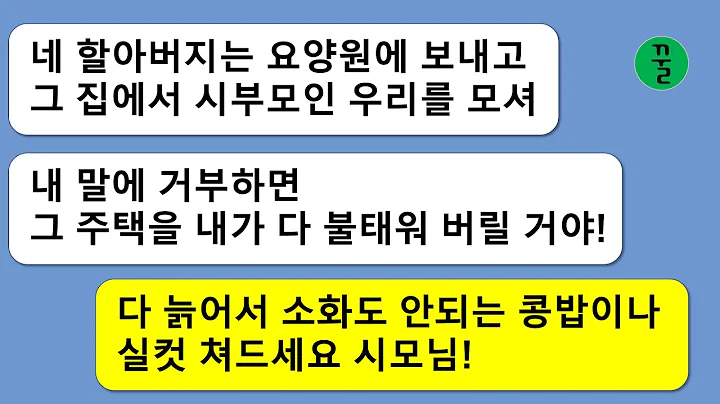 네 할아버지는 요양원에 보내고
그 집에서 시부모인 우리를 모셔
꿀
내 말에 거부하면
그 주택을 내가 다 불태워 버릴 거야!
다 늙어서 소화도 안되는 콩밥이나
실컷 쳐드세요 시모님!